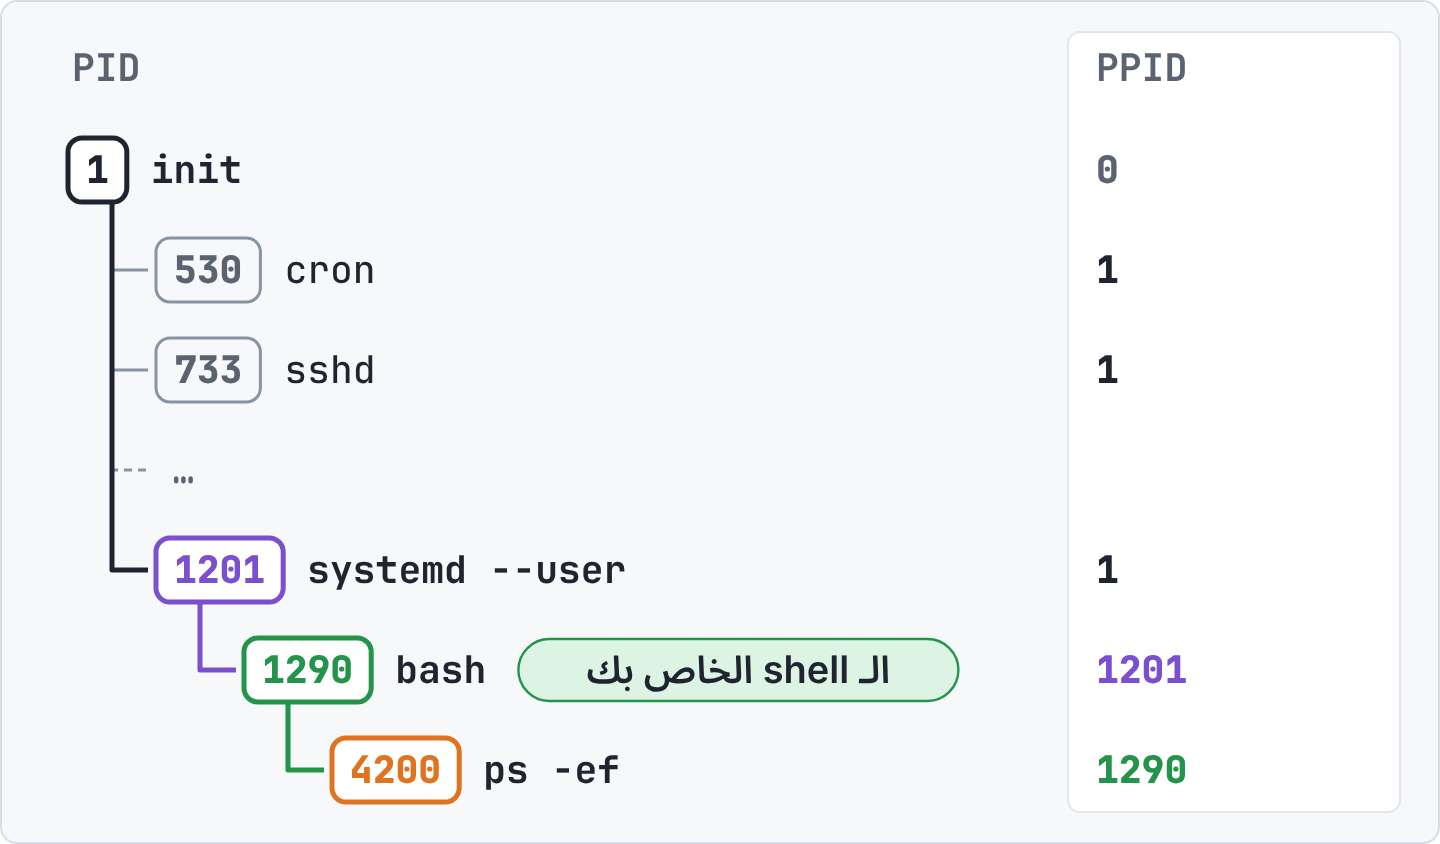 PID PPID
1 init 0
530 cron 1
733 sshd 1
…
1201 systemd --user 1
1290 bash الـ shell الخاص بك 1201
4200 ps -ef 1290